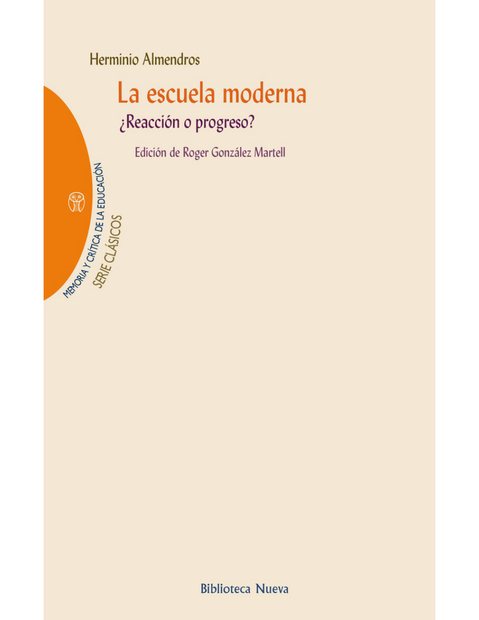 Herminio Almendros
La escuela moderna
¿Reacción o progreso?
Edición de Roger González Martell
MEMORIA Y CRÍTICA DE LA EDUCACIÓN
SERIE CLÁSICOS
Biblioteca Nueva